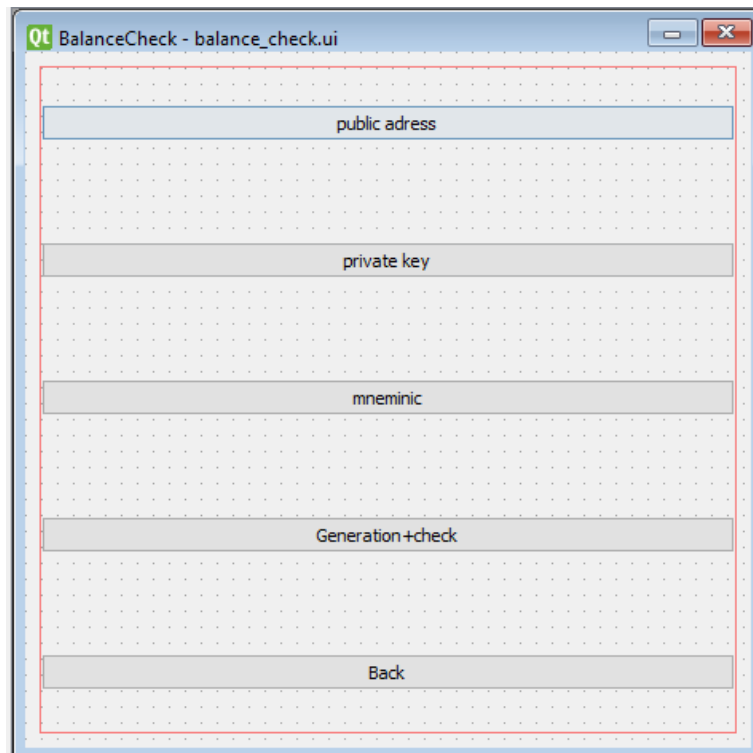 Qt BalanceCheck - balance_check.ui
public adress
private key
mneminic
Generation+check
Back